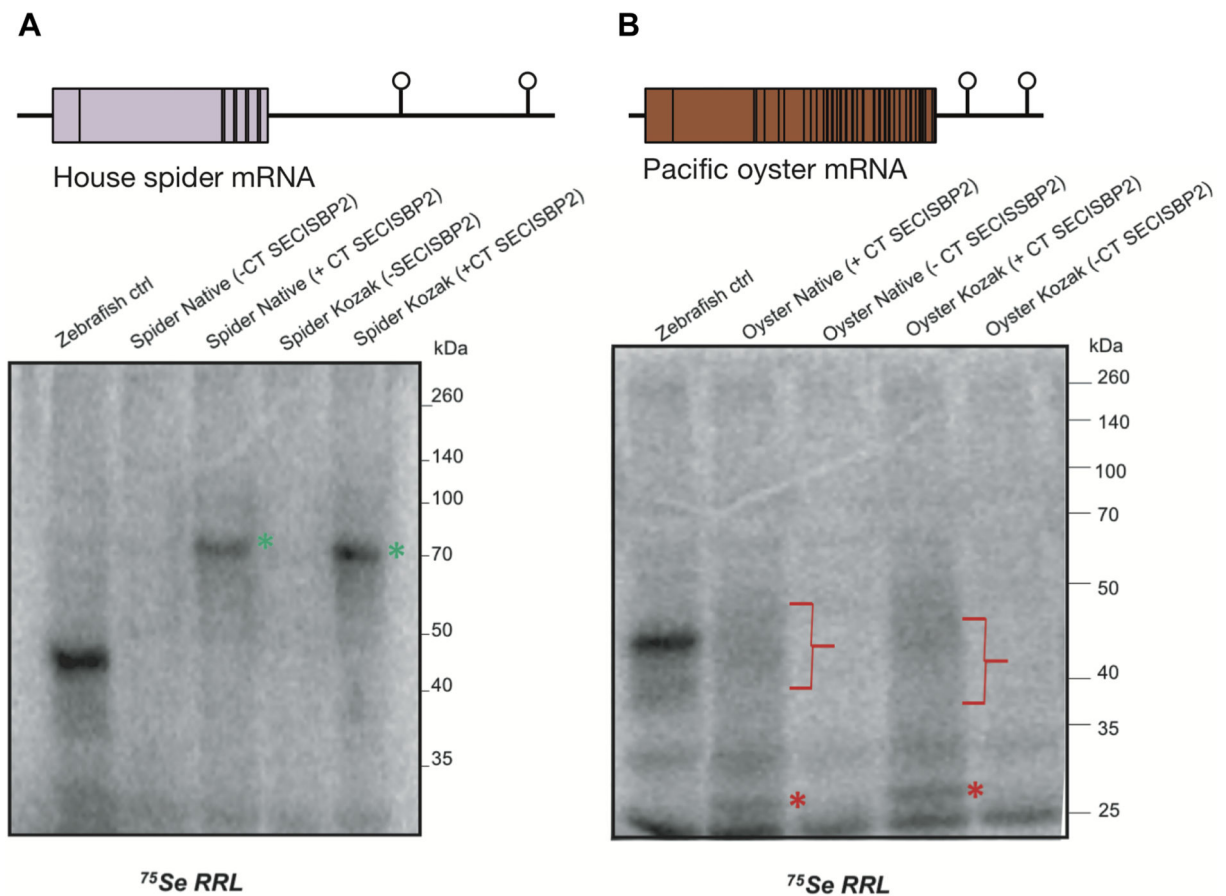 A
House spider mRNA
Zebrafish ctrl
Spider Native (-CT SECISBP2)
Spider Native (+ CT SECISBP2)
Spider Kozak (-SECISBP2)
Spider Kozak (+CT SECISBP2)
kDa
260
140
100
70
50
40
35
*
*
75Se RRL
B
Pacific oyster mRNA
Zebrafish ctrl
Oyster Native (+ CT SECISBP2)
Oyster Native (- CT SECISSBP2)
Oyster Kozak (+ CT SECISBP2)
Oyster Kozak (-CT SECISBP2)
kDa
260
140
100
70
50
40
35
25
*
*
75Se RRL